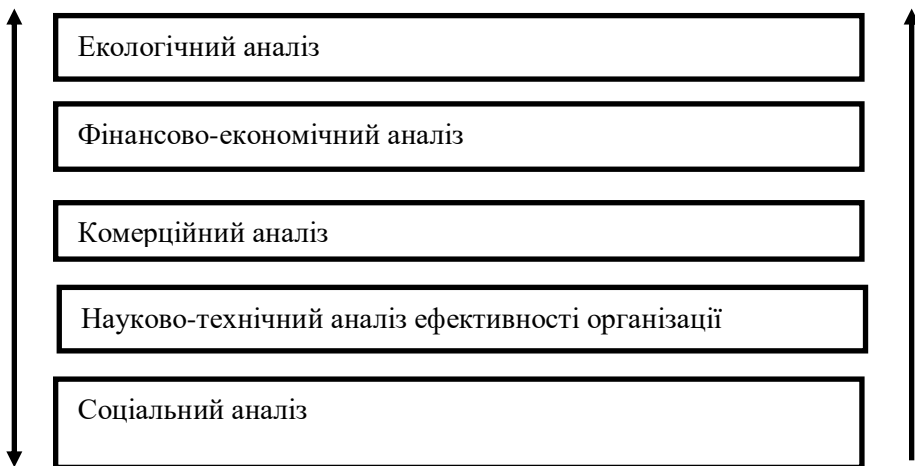 Екологічний аналіз
Фінансово-економічний аналіз
Комерційний аналіз
Науково-технічний аналіз ефективності організації
Соціальний аналіз